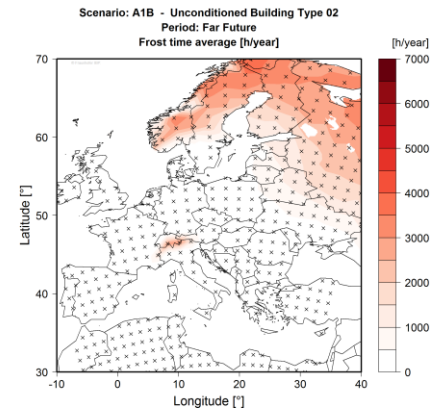 Scenario: A1B - Unconditioned Building Type 02
Period: Far Future
Frost time average [h/year]
[h/year]
70
60
50
40
30
Latitude [°]
-10 0 10 20 30 40
Longitude [°]
7000
6000
5000
4000
3000
2000
1000
0